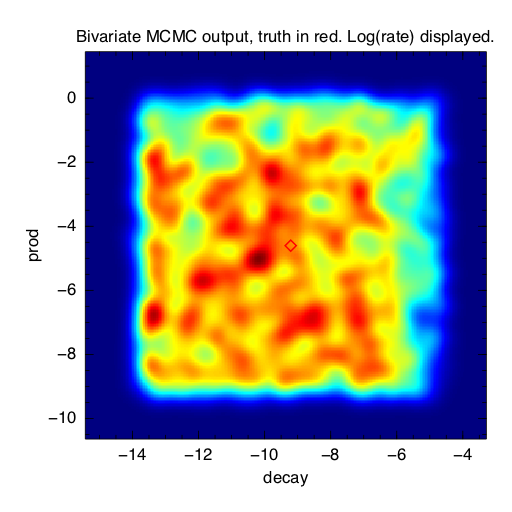 Bivariate MCMC output, truth in red. Log(rate) displayed.
0
−2
−4
−6
−8
−10
prod
−14 −12 −10 −8 −6 −4
decay